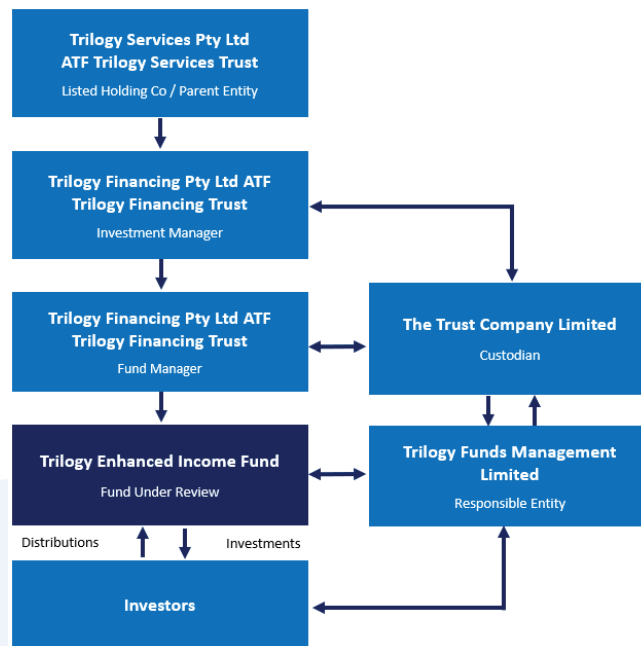 Trilogy Services Pty Ltd
ATF Trilogy Services Trust
Listed Holding Co / Parent Entity
Trilogy Financing Pty Ltd ATF
Trilogy Financing Trust
Investment Manager
Trilogy Financing Pty Ltd ATF
Trilogy Financing Trust
Fund Manager
The Trust Company Limited
Custodian
Trilogy Enhanced Income Fund
Fund Under Review
Trilogy Funds Management
Limited
Responsible Entity
Distributions
Investments
Investors